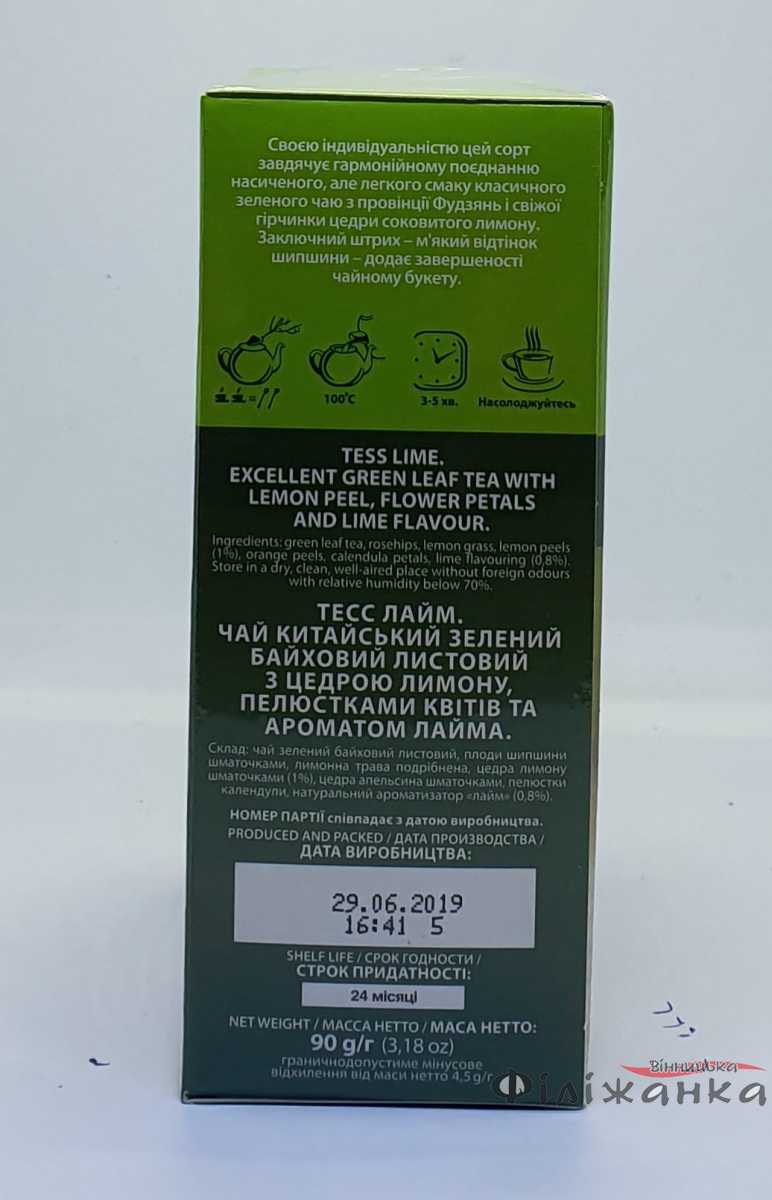 Своєю індивідуальністю цей сорт
завдячує гармонійному поєднанню
насиченого, але легкого смаку класичного
зеленого чаю з провінції Фудзянь і свіжої
гірчинки цедри соковитого лимону.
Заключний штрих – м'який відтінок
шипшини – додає завершеності
чайному букету.
100°С 3-5 хв. Насолоджуйтесь
TESS LIME.
EXCELLENT GREEN LEAF TEA WITH
LEMON PEEL, FLOWER PETALS
AND LIME FLAVOUR.
Ingredients: green leaf tea, rosehips, lemon grass, lemon peels
(1%), orange peels, calendula petals, lime flavouring (0,8%).
Store in a dry, clean, well-aired place without foreign odours
with relative humidity below 70%.
ТЕСС ЛАЙМ.
ЧАЙ КИТАЙСЬКИЙ ЗЕЛЕНИЙ
БАЙХОВИЙ ЛИСТОВИЙ
З ЦЕДРОЮ ЛИМОНУ,
ПЕЛЮСТКАМИ КВІТІВ ТА
АРОМАТОМ ЛАЙМА.
Склад: чай зелений байховий листовий, плоди шипшини
шматочками, лимонна трава подрібнена, цедра лимону
шматочками (1%), цедра апельсина шматочками, пелюстки
календули, натуральний ароматизатор «лайм» (0,8%).
НОМЕР ПАРТІЇ співпадає з датою виробництва.
PRODUCED AND PACKED / ДАТА ПРОИЗВОДСТВА /
ДАТА ВИРОБНИЦТВА:
29.06.2019
16:41 5
SHELF LIFE / СРОК ГОДНОСТИ /
СТРОК ПРИДАТНОСТІ:
24 місяці
NET WEIGHT / МАССА НЕТТО / МАСА НЕТТО:
90 g/г (3,18 oz)
граничнодопустиме мінусове
відхилення від маси нетто 4,5 g/г
Вінницька
Філіжанка